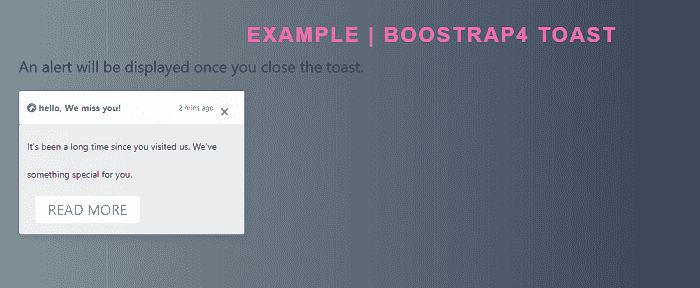 EXAMPLE | BOOSTRAP4 TOAST
An alert will be displayed once you close the toast.
hello, We miss you! 2 mins ago ×
It's been a long time since you visited us. We've
something special for you.
READ MORE